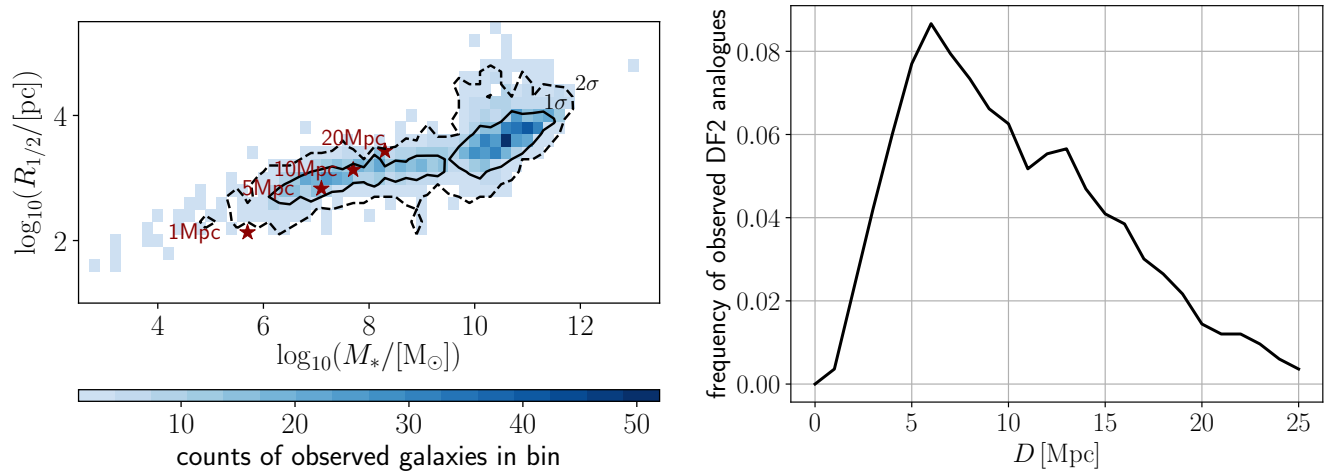 log₁₀(R₁/₂/[pc])
4
2
2σ
1σ
20Mpc
10Mpc
5Mpc
1Mpc
4 6 8 10 12
log₁₀(M*/[M⊙])
10 20 30 40 50
counts of observed galaxies in bin
frequency of observed DF2 analogues
0.08
0.06
0.04
0.02
0.00
0 5 10 15 20 25
D [Mpc]